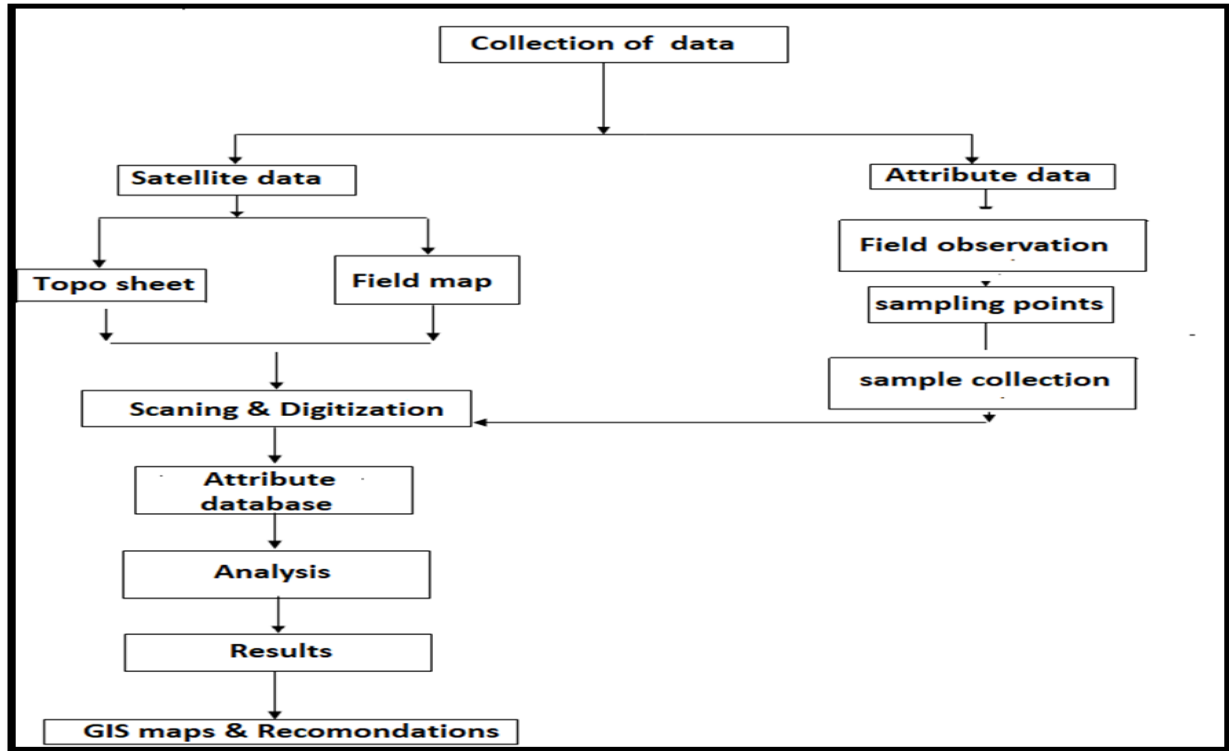 Collection of data
Satellite data
Attribute data
Topo sheet
Field map
Field observation
sampling points
sample collection
Scaning & Digitization
Attribute
database
Analysis
Results
GIS maps & Recomondations